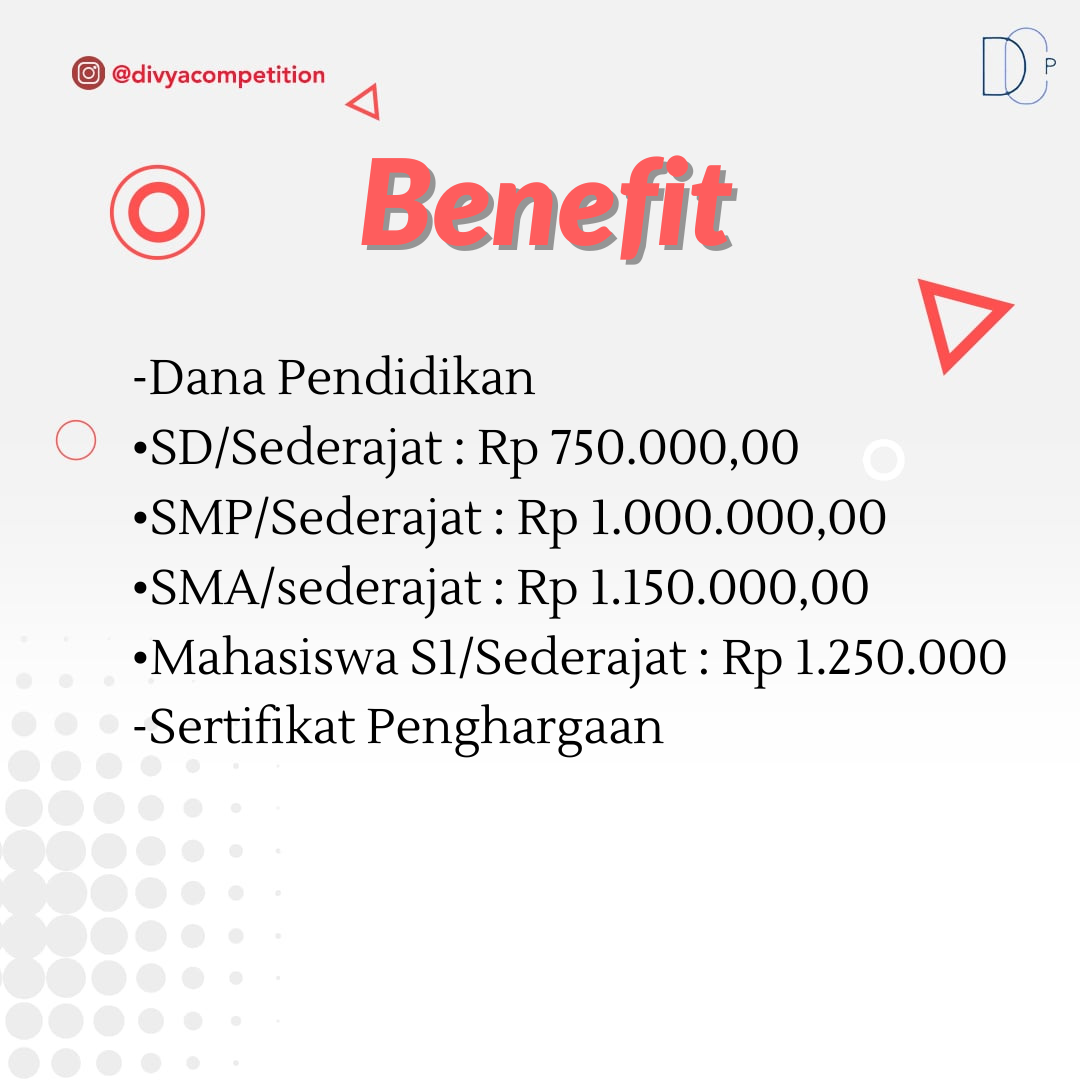 @divyacompetition
DCP
Benefit
-Dana Pendidikan
•SD/Sederajat : Rp 750.000,00
•SMP/Sederajat : Rp 1.000.000,00
•SMA/sederajat : Rp 1.150.000,00
•Mahasiswa S1/Sederajat : Rp 1.250.000
-Sertifikat Penghargaan